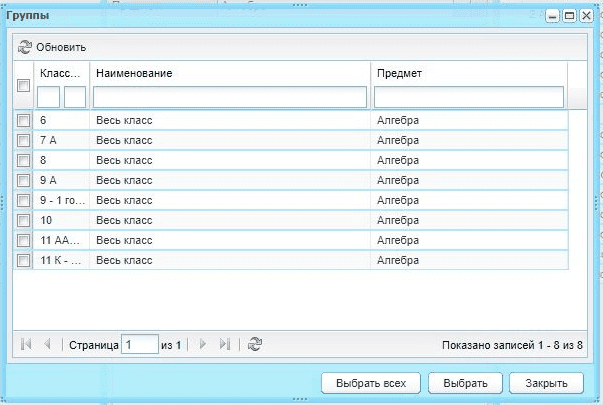 Группы
Обновить
Класс... Наименование Предмет
6 Весь класс Алгебра
7 А Весь класс Алгебра
8 Весь класс Алгебра
9 А Весь класс Алгебра
9 - 1 го... Весь класс Алгебра
10 Весь класс Алгебра
11 АА... Весь класс Алгебра
11 К - ... Весь класс Алгебра
Страница 1 из 1 Показано записей 1 - 8 из 8
Выбрать всех Выбрать Закрыть